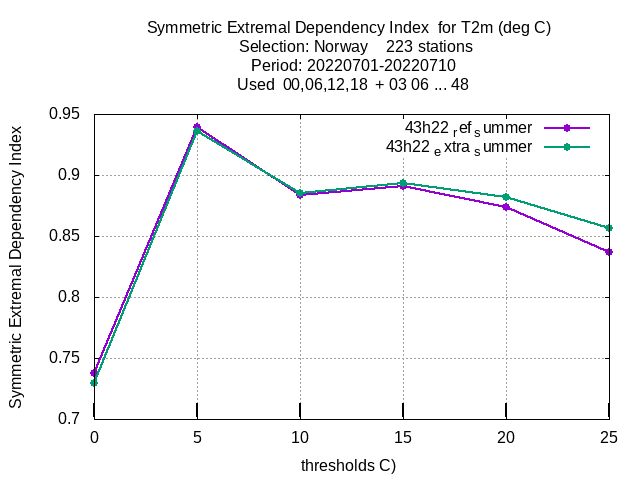 Symmetric Extremal Dependency Index for T2m (deg C)
Selection: Norway 223 stations
Period: 20220701-20220710
Used 00,06,12,18 + 03 06 ... 48
0.95
0.9
0.85
0.8
0.75
0.7
43h22 ref summer
43h22 extra summer
Symmetric Extremal Dependency Index
0 5 10 15 20 25
thresholds C)